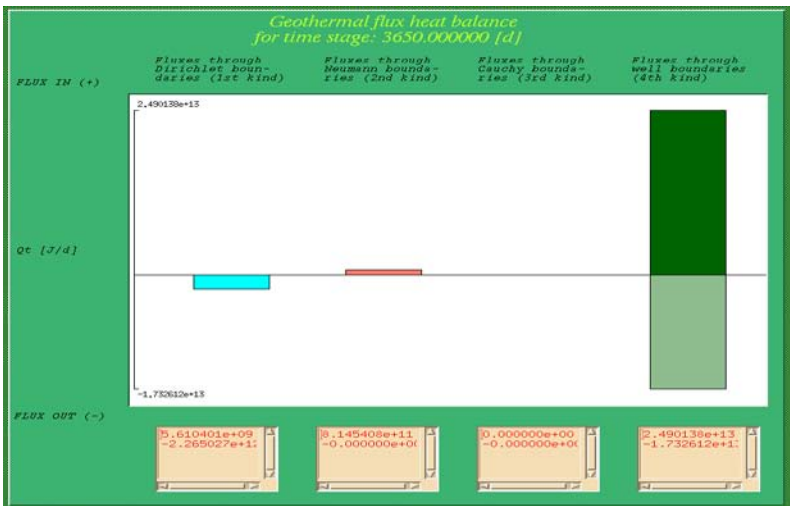 Geothermal flux heat balance
for time stage: 3650.000000 [d]
Fluxes through
Dirichlet boun-
daries (1st kind)
Fluxes through
Neumann bounda-
ries (2nd kind)
Fluxes through
Cauchy bounda-
ries (3rd kind)
Fluxes through
well boundaries
(4th kind)
FLUX IN (+)
2.490138e+13
Qt [J/d]
-1.732612e+13
FLUX OUT (-)
5.610401e+09
-2.265027e+1
8.145408e+11
-0.000000e+0
0.000000e+00
-0.000000e+0
2.490138e+13
-1.732612e+1